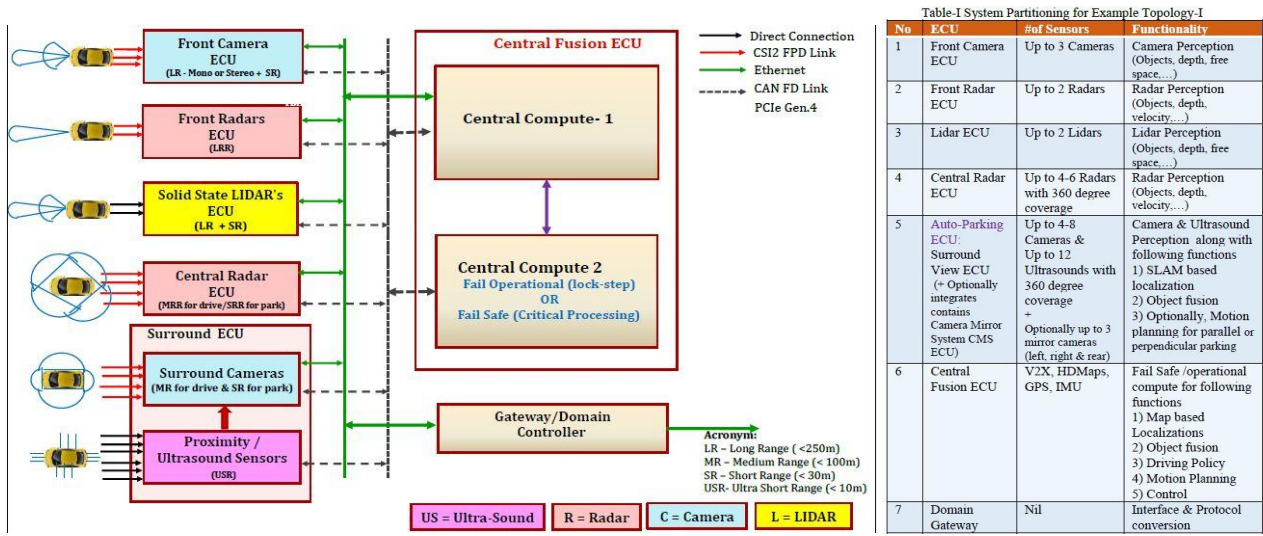 Front Camera
ECU
(LR - Mono or Stereo + SR)
Front Radars
ECU
(LRR)
Solid State LIDAR's
ECU
(LR + SR)
Central Radar
ECU
(MRR for drive/SRR for park)
Surround ECU
Surround Cameras
(MR for drive & SR for park)
Proximity /
Ultrasound Sensors
(USR)
Central Fusion ECU
Central Compute- 1
Central Compute 2
Fail Operational (lock-step)
OR
Fail Safe (Critical Processing)
Gateway/Domain
Controller
Direct Connection
CSI2 FPD Link
Ethernet
CAN FD Link
PCIe Gen.4
Acronym:
LR – Long Range ( <250m)
MR – Medium Range (< 100m)
SR – Short Range (< 30m)
USR- Ultra Short Range (< 10m)
US = Ultra-Sound
R = Radar
C = Camera
L = LIDAR
Table-I System Partitioning for Example Topology-I
No ECU #of Sensors Functionality
1
Front Camera
ECU
Up to 3 Cameras
Camera Perception
(Objects, depth, free
space,…)
2
Front Radar
ECU
Up to 2 Radars
Radar Perception
(Objects, depth,
velocity,…)
3
Lidar ECU
Up to 2 Lidars
Lidar Perception
(Objects, depth, free
space,…)
4
Central Radar
ECU
Up to 4-6 Radars
with 360 degree
coverage
Radar Perception
(Objects, depth,
velocity,…)
5
Auto-Parking
ECU:
Surround
View ECU
(+ Optionally
integrates
contains
Camera Mirror
System CMS
ECU)
Up to 4-8
Cameras &
Up to 12
Ultrasounds with
360 degree
coverage
+
Optionally up to 3
mirror cameras
(left, right & rear)
Camera & Ultrasound
Perception along with
following functions
1) SLAM based
localization
2) Object fusion
3) Optionally, Motion
planning for parallel or
perpendicular parking
6
Central
Fusion ECU
V2X, HDMaps,
GPS, IMU
Fail Safe /operational
compute for following
functions
1) Map based
Localizations
2) Object fusion
3) Driving Policy
4) Motion Planning
5) Control
7
Domain
Gateway
Nil
Interface & Protocol
conversion